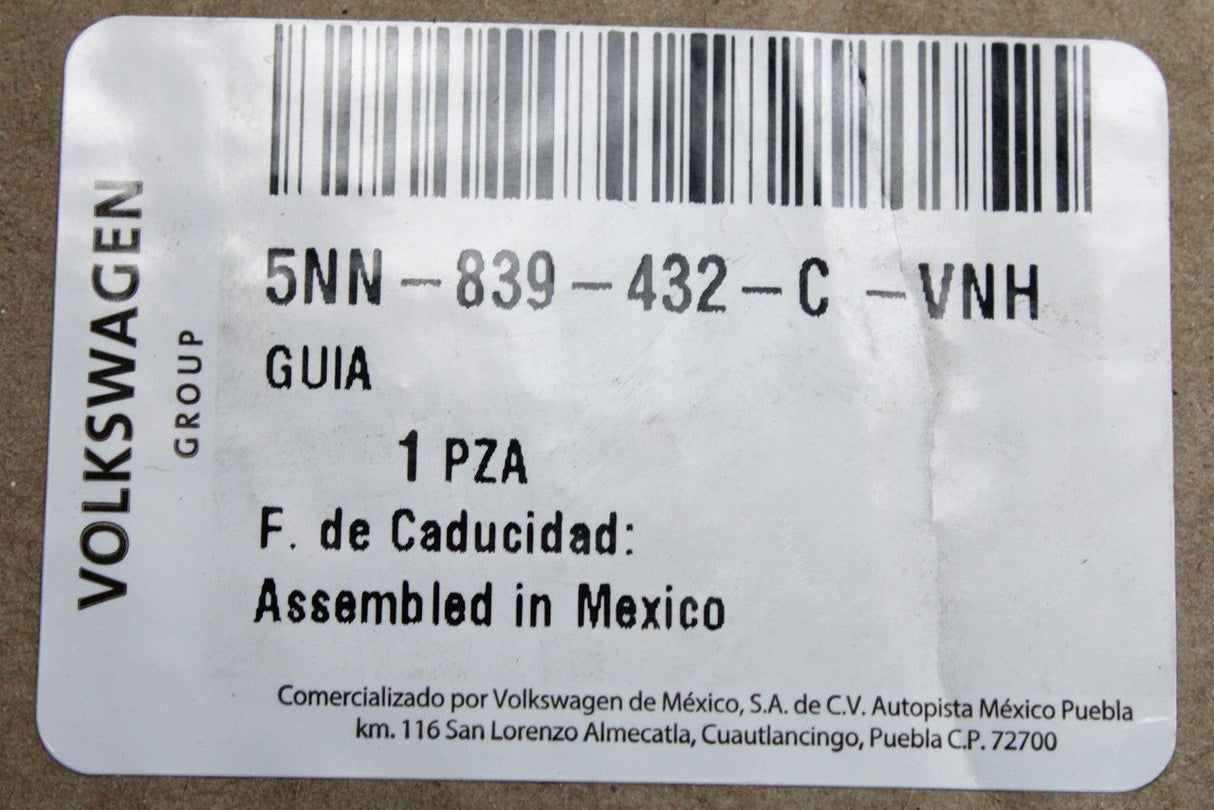 VOLKSWAGEN
GROUP
5NN-839-432-C -VNH
GUIA
1 PZA
F. de Caducidad:
Assembled in Mexico
Comercializado por Volkswagen de México, S.A. de C.V. Autopista México Puebla
km. 116 San Lorenzo Almecatla, Cuautlancingo, Puebla C.P. 72700